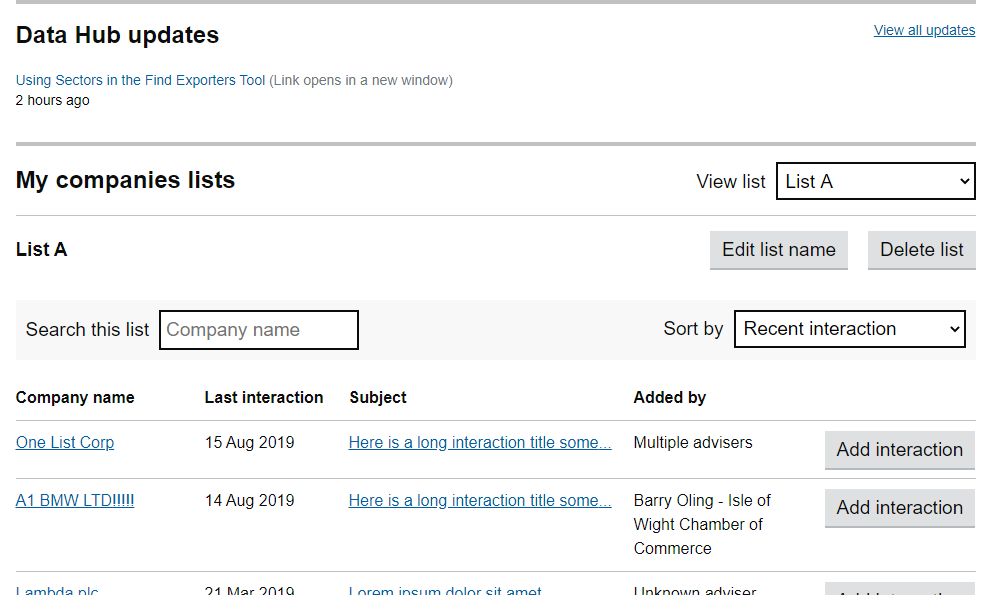 Data Hub updates
View all updates
Using Sectors in the Find Exporters Tool (Link opens in a new window)
2 hours ago
My companies lists
View list
List A
List A
Edit list name
Delete list
Search this list
Company name
Sort by
Recent interaction
Company name Last interaction Subject Added by
One List Corp 15 Aug 2019 Here is a long interaction title some... Multiple advisers Add interaction
A1 BMW LTD!!!!! 14 Aug 2019 Here is a long interaction title some... Barry Oling - Isle of
Wight Chamber of
Commerce
Add interaction
Lambda plc 21 Mar 2019 Lorem ipsum dolor sit amet Unknown adviser Add interaction